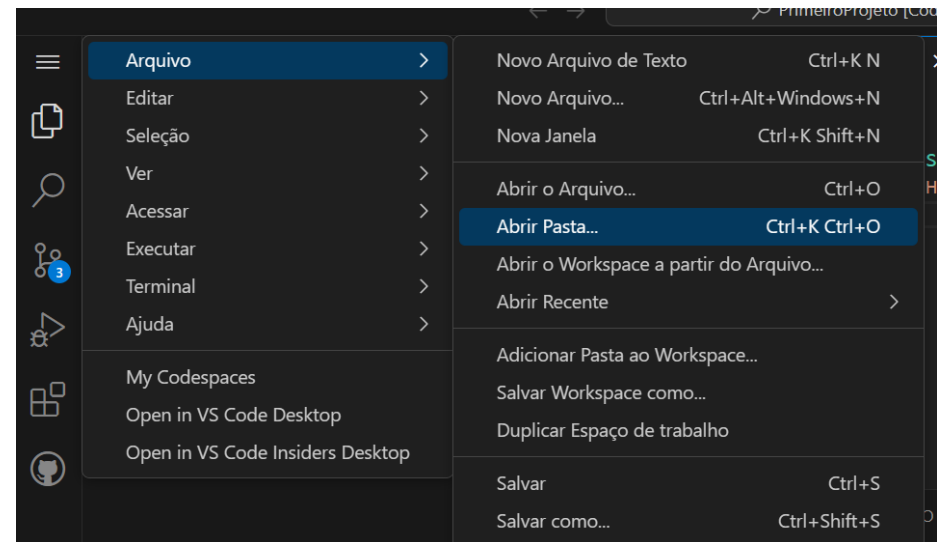 PrimeiroProjeto [Cod
Arquivo
Editar
Seleção
Ver
Acessar
Executar
Terminal
Ajuda
My Codespaces
Open in VS Code Desktop
Open in VS Code Insiders Desktop
3
Novo Arquivo de Texto Ctrl+K N
Novo Arquivo... Ctrl+Alt+Windows+N
Nova Janela Ctrl+K Shift+N
Abrir o Arquivo... Ctrl+O
Abrir Pasta... Ctrl+K Ctrl+O
Abrir o Workspace a partir do Arquivo...
Abrir Recente
Adicionar Pasta ao Workspace...
Salvar Workspace como...
Duplicar Espaço de trabalho
Salvar Ctrl+S
Salvar como... Ctrl+Shift+S
S
H